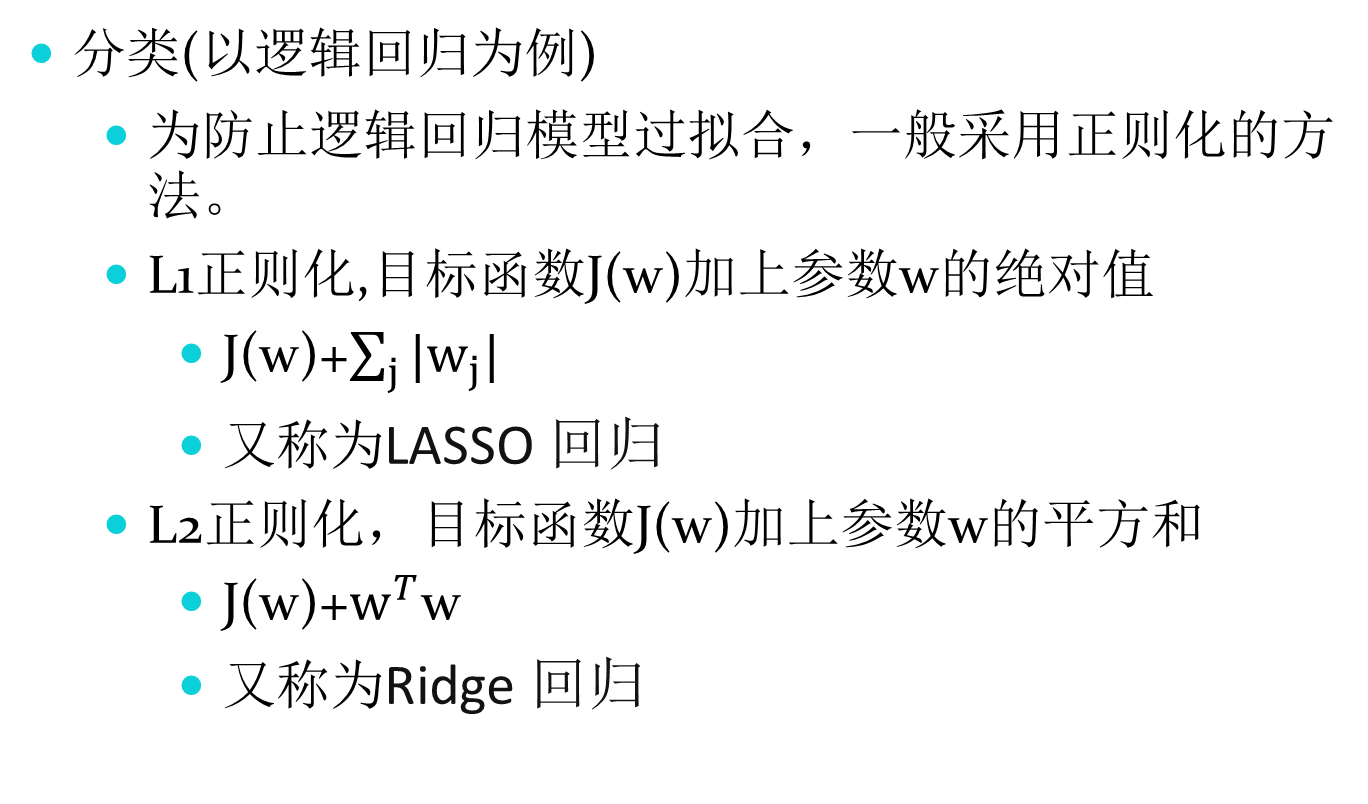 分类(以逻辑回归为例)
为防止逻辑回归模型过拟合，一般采用正则化的方
法。
L1正则化,目标函数J(w)加上参数w的绝对值
J(w)+∑ⱼ|wⱼ|
又称为LASSO 回归
L2正则化，目标函数J(w)加上参数w的平方和
J(w)+wᵀw
又称为Ridge 回归